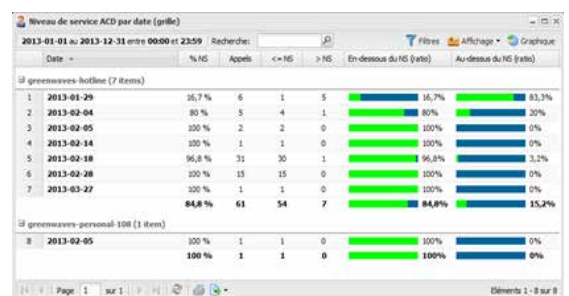 Niveau de service ACD par date (grille)
2013-01-01 au 2013-12-31 entre 00:00 et 23:59 Recherche: Filtres Affichage Graphique
Date % NS Appels <= NS > NS En-dessous du NS (ratio) Au-dessus du NS (ratio)
greenwaves-hotline (7 items)
1 2013-01-29 16,7 % 6 1 5 16,7% 83,3%
2 2013-02-04 80 % 5 4 1 80% 20%
3 2013-02-05 100 % 2 2 0 100% 0%
4 2013-02-14 100 % 1 1 0 100% 0%
5 2013-02-18 96,8 % 31 30 1 96,8% 3,2%
6 2013-02-28 100 % 15 15 0 100% 0%
7 2013-03-27 100 % 1 1 0 100% 0%
84,8 % 61 54 7 84,8% 15,2%
greenwaves-personal-108 (1 item)
8 2013-02-05 100 % 1 1 0 100% 0%
100 % 1 1 0 100% 0%
Page 1 sur 1 Eléments 1 - 8 sur 8